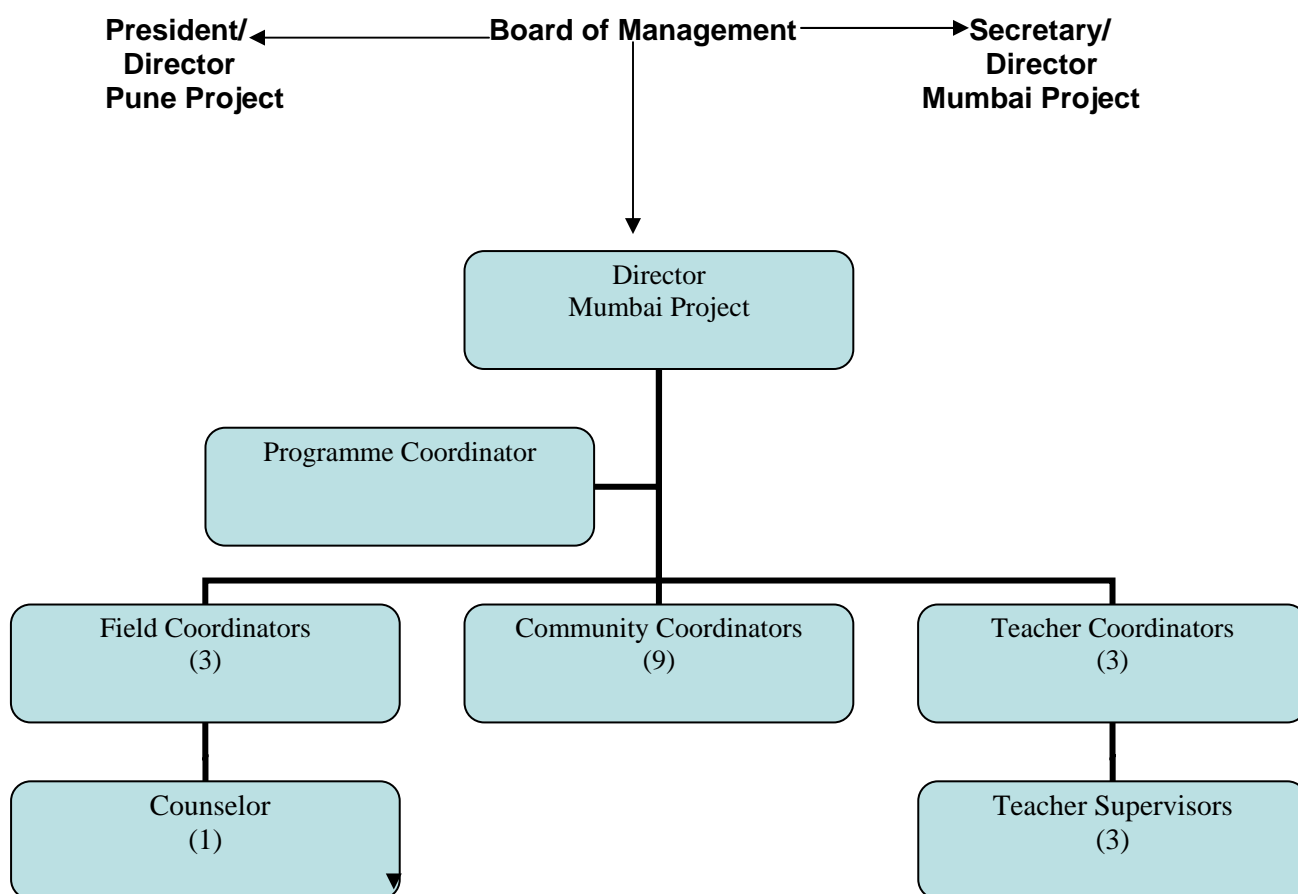 President/
Director
Pune Project
Board of Management
Secretary/
Director
Mumbai Project
Director
Mumbai Project
Programme Coordinator
Field Coordinators
(3)
Community Coordinators
(9)
Teacher Coordinators
(3)
Counselor
(1)
Teacher Supervisors
(3)